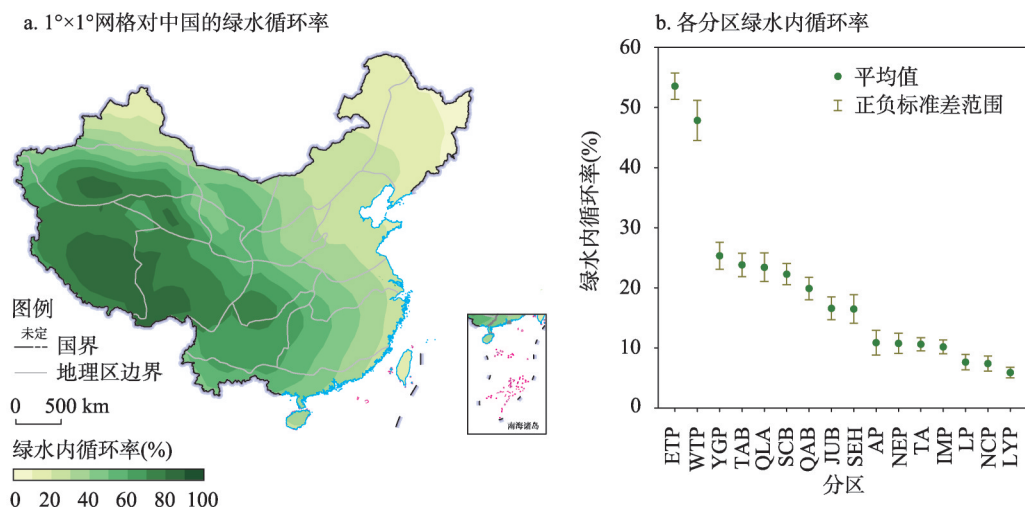 a. 1°×1°网格对中国的绿水循环率
图例
未定
国界
地理区边界
0 500 km
南海诸岛
绿水内循环率(%)
0 20 40 60 80 100
b. 各分区绿水内循环率
平均值
正负标准差范围
绿水内循环率(%)
60
50
40
30
20
10
0
ETP WTP YGP TAB QLA SCB QAB JUB SEH AP NEP TA IMP LP NCP LYP
分区